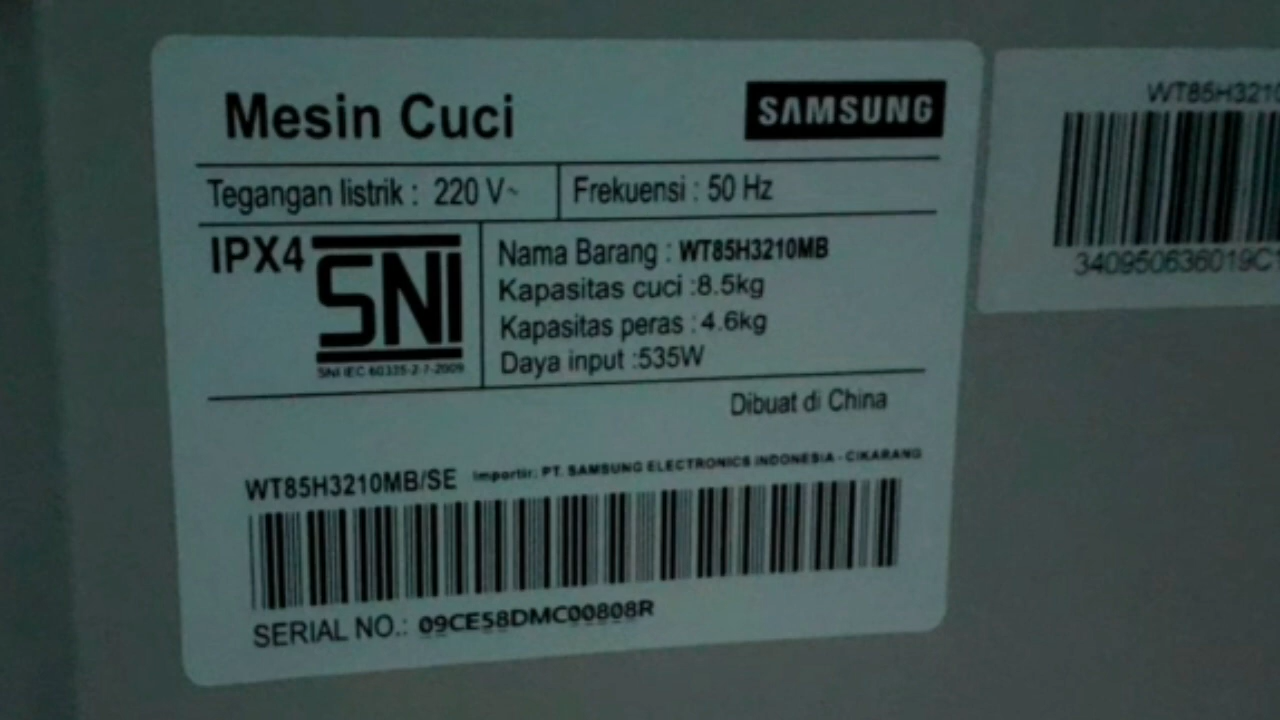 Mesin Cuci
SAMSUNG
Tegangan listrik : 220 V~
Frekuensi : 50 Hz
IPX4
SNI
SNI IEC 60335-2-7-2009
Nama Barang : WT85H3210MB
Kapasitas cuci :8.5kg
Kapasitas peras : 4.6kg
Daya input :535W
Dibuat di China
WT85H3210MB/SE
Importir: PT. SAMSUNG ELECTRONICS INDONESIA - CIKARANG
SERIAL NO.: 09CE58DMC00808R
WT85H3210
340950636019C1